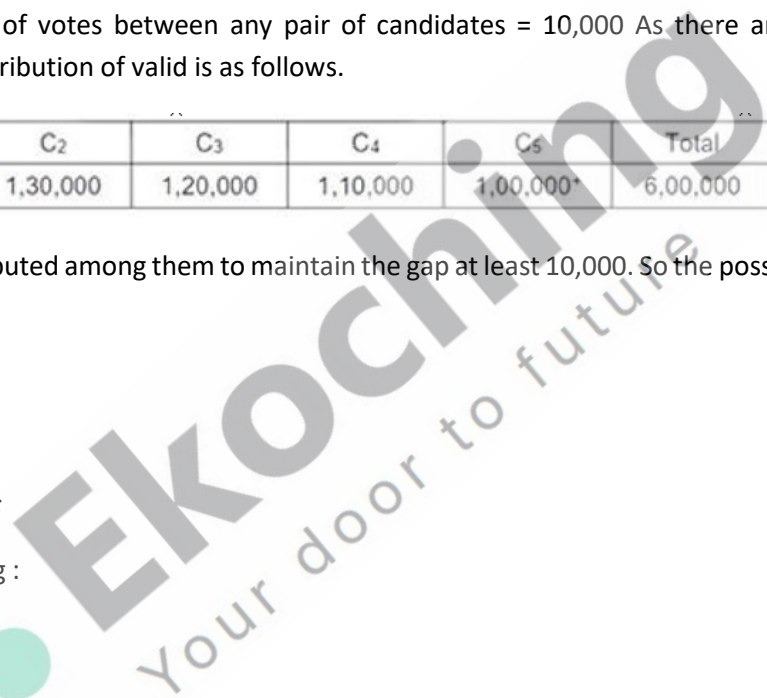 of votes between any pair of candidates = 10,000 As there ar
ribution of valid is as follows.
C2 C3 C4 C5 Total
1,30,000 1,20,000 1,10,000 1,00,000+ 6,00,000
outed among them to maintain the gap at least 10,000. So the poss
g :
Ekoching
Your door to future